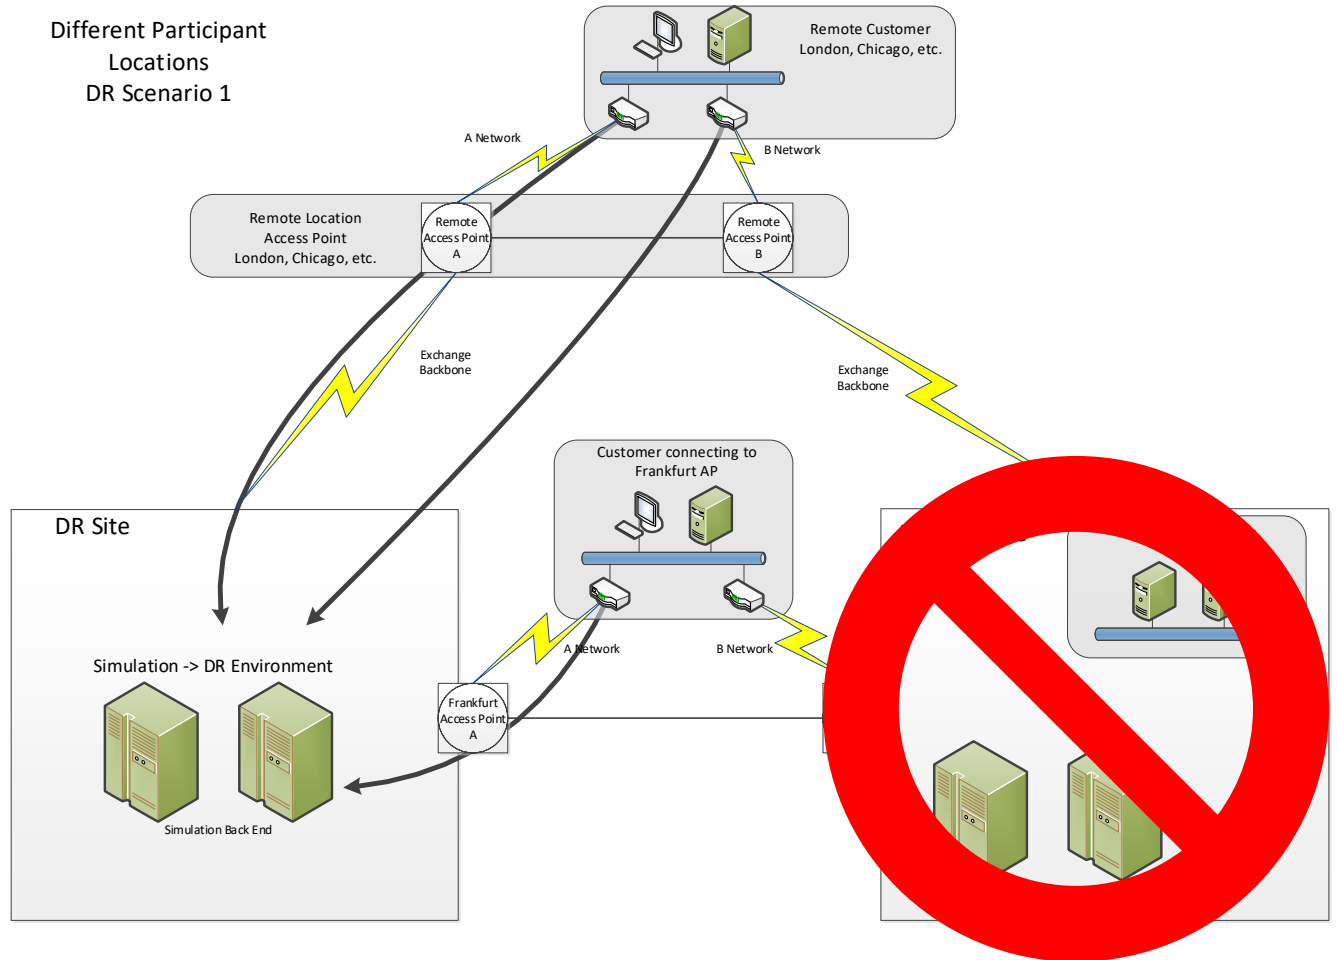 Different Participant
Locations
DR Scenario 1
Remote Customer
London, Chicago, etc.
A Network
B Network
Remote Location
Access Point
London, Chicago, etc.
Remote
Access Point
A
Remote
Access Point
B
Exchange
Backbone
Exchange
Backbone
Customer connecting to
Frankfurt AP
DR Site
A Network
B Network
Simulation -> DR Environment
Frankfurt
Access Point
A
Simulation Back End